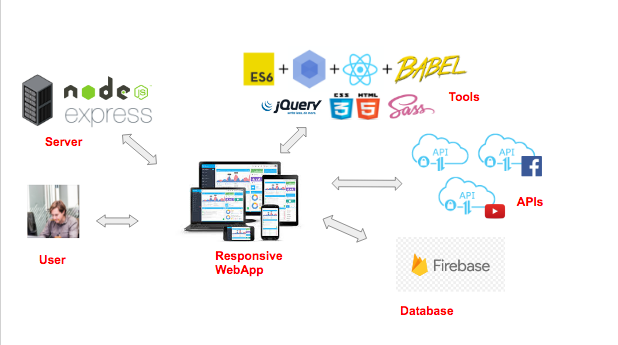 ES6 + + + BABEL
node JS
express
jQuery
CSS
3
HTML
5
Sass
Tools
Server
API
API
API
APIs
User
Responsive
WebApp
Firebase
Database